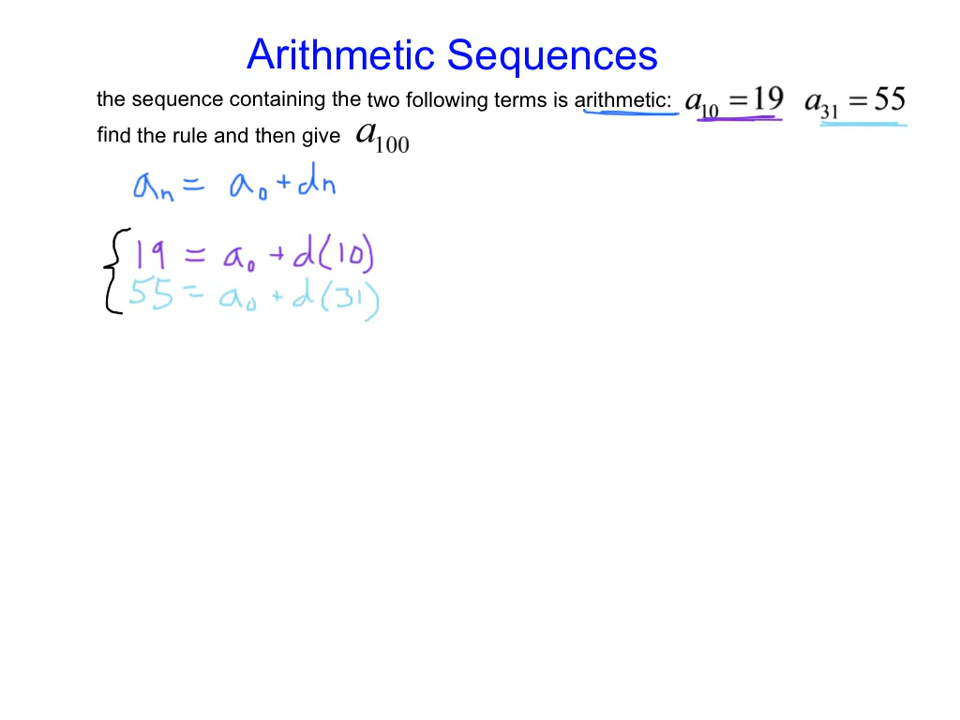 Arithmetic Sequences
the sequence containing the two following terms is arithmetic: a₁₀ = 19 a₃₁ = 55
find the rule and then give a₁₀₀
aₙ = a₀ + dn
19 = a₀ + d(10)
55 = a₀ + d(31)